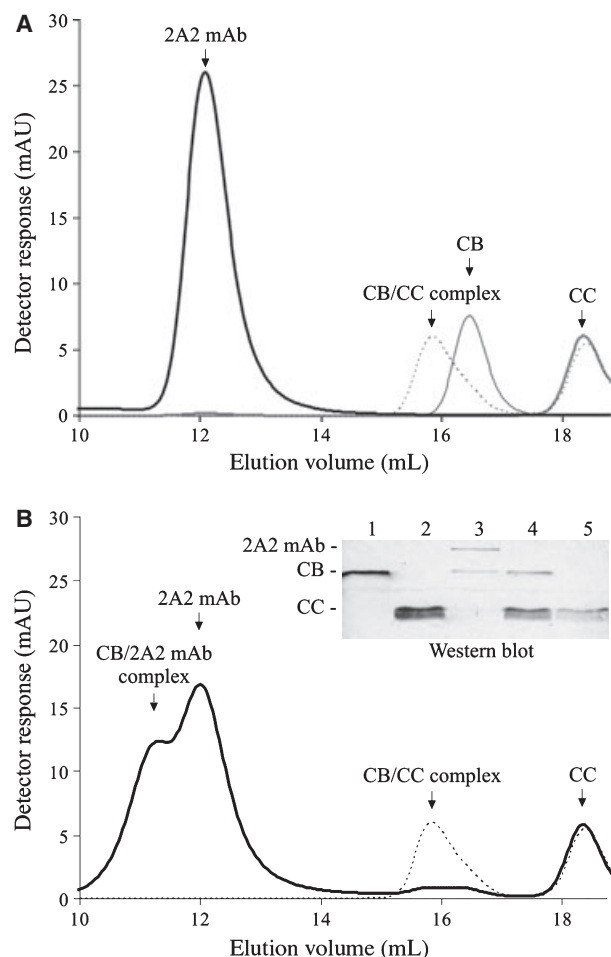 A
30
25
20
15
10
5
0
Detector response (mAU)
2A2 mAb
CB
CB/CC complex
CC
10
12
14
16
18
Elution volume (mL)
B
30
25
20
15
10
5
0
Detector response (mAU)
CB/2A2 mAb
complex
2A2 mAb
1 2 3 4 5
2A2 mAb -
CB -
CC -
Western blot
CB/CC complex
CC
10
12
14
16
18
Elution volume (mL)